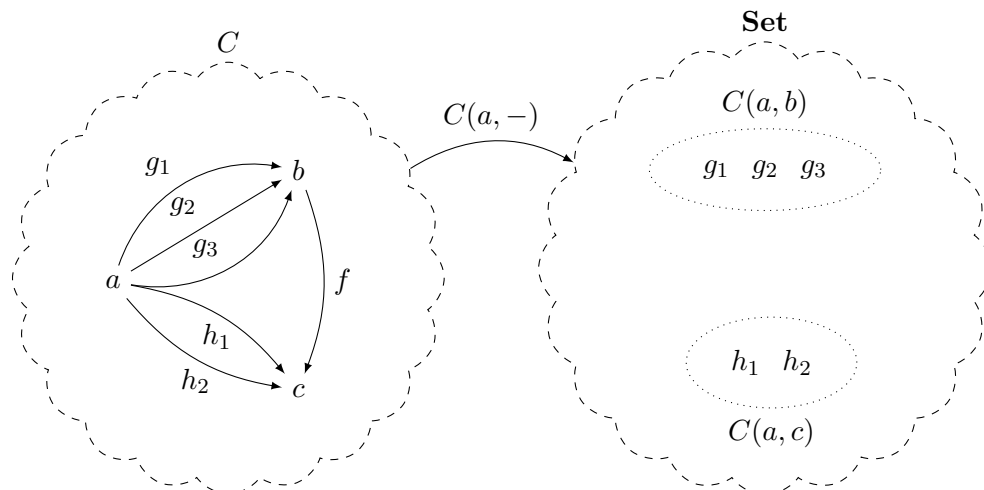 C
Set
C(a, −)
C(a, b)
g₁
g₂
g₃
b
a
f
h₁
h₂
c
g₁ g₂ g₃
h₁ h₂
C(a, c)